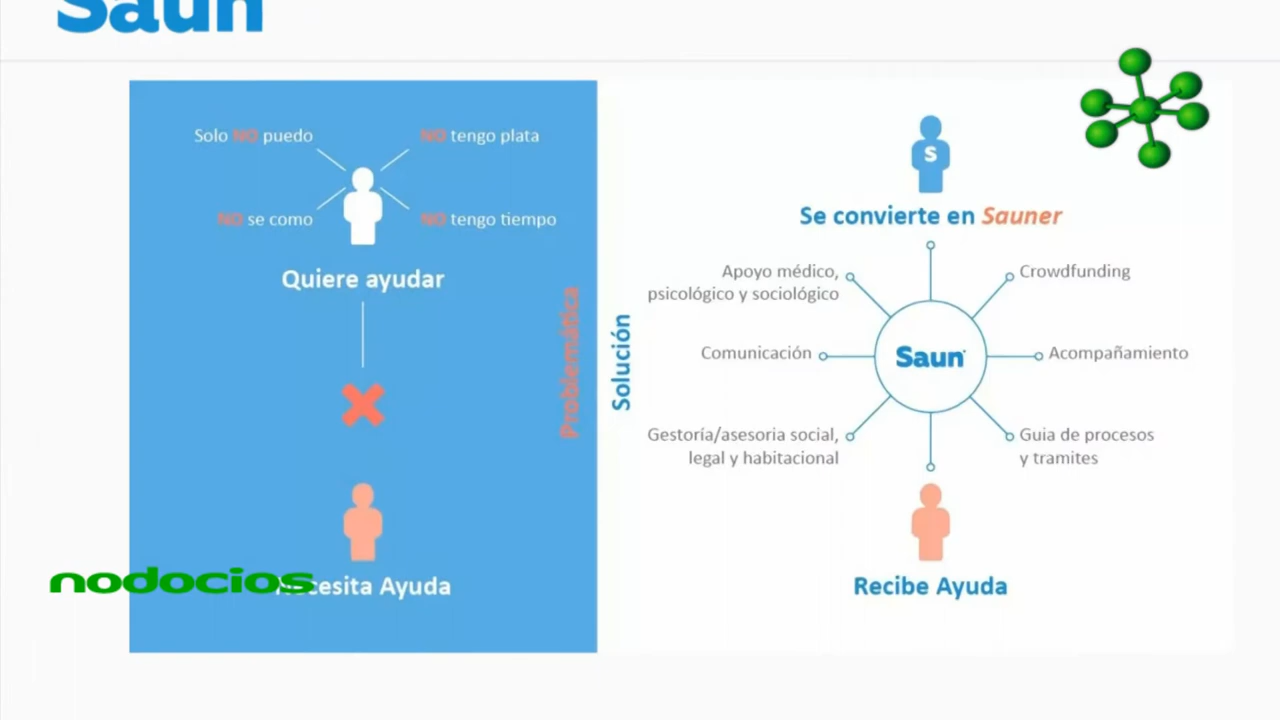 Saun
Solo NO puedo
NO tengo plata
NO se como
NO tengo tiempo
Quiere ayudar
Problemática
nodocios
Necesita Ayuda
Solución
S
Se convierte en Sauner
Apoyo médico,
psicológico y sociológico
Crowdfunding
Comunicación
Saun
Acompañamiento
Gestoría/asesoria social,
legal y habitacional
Guia de procesos
y tramites
Recibe Ayuda